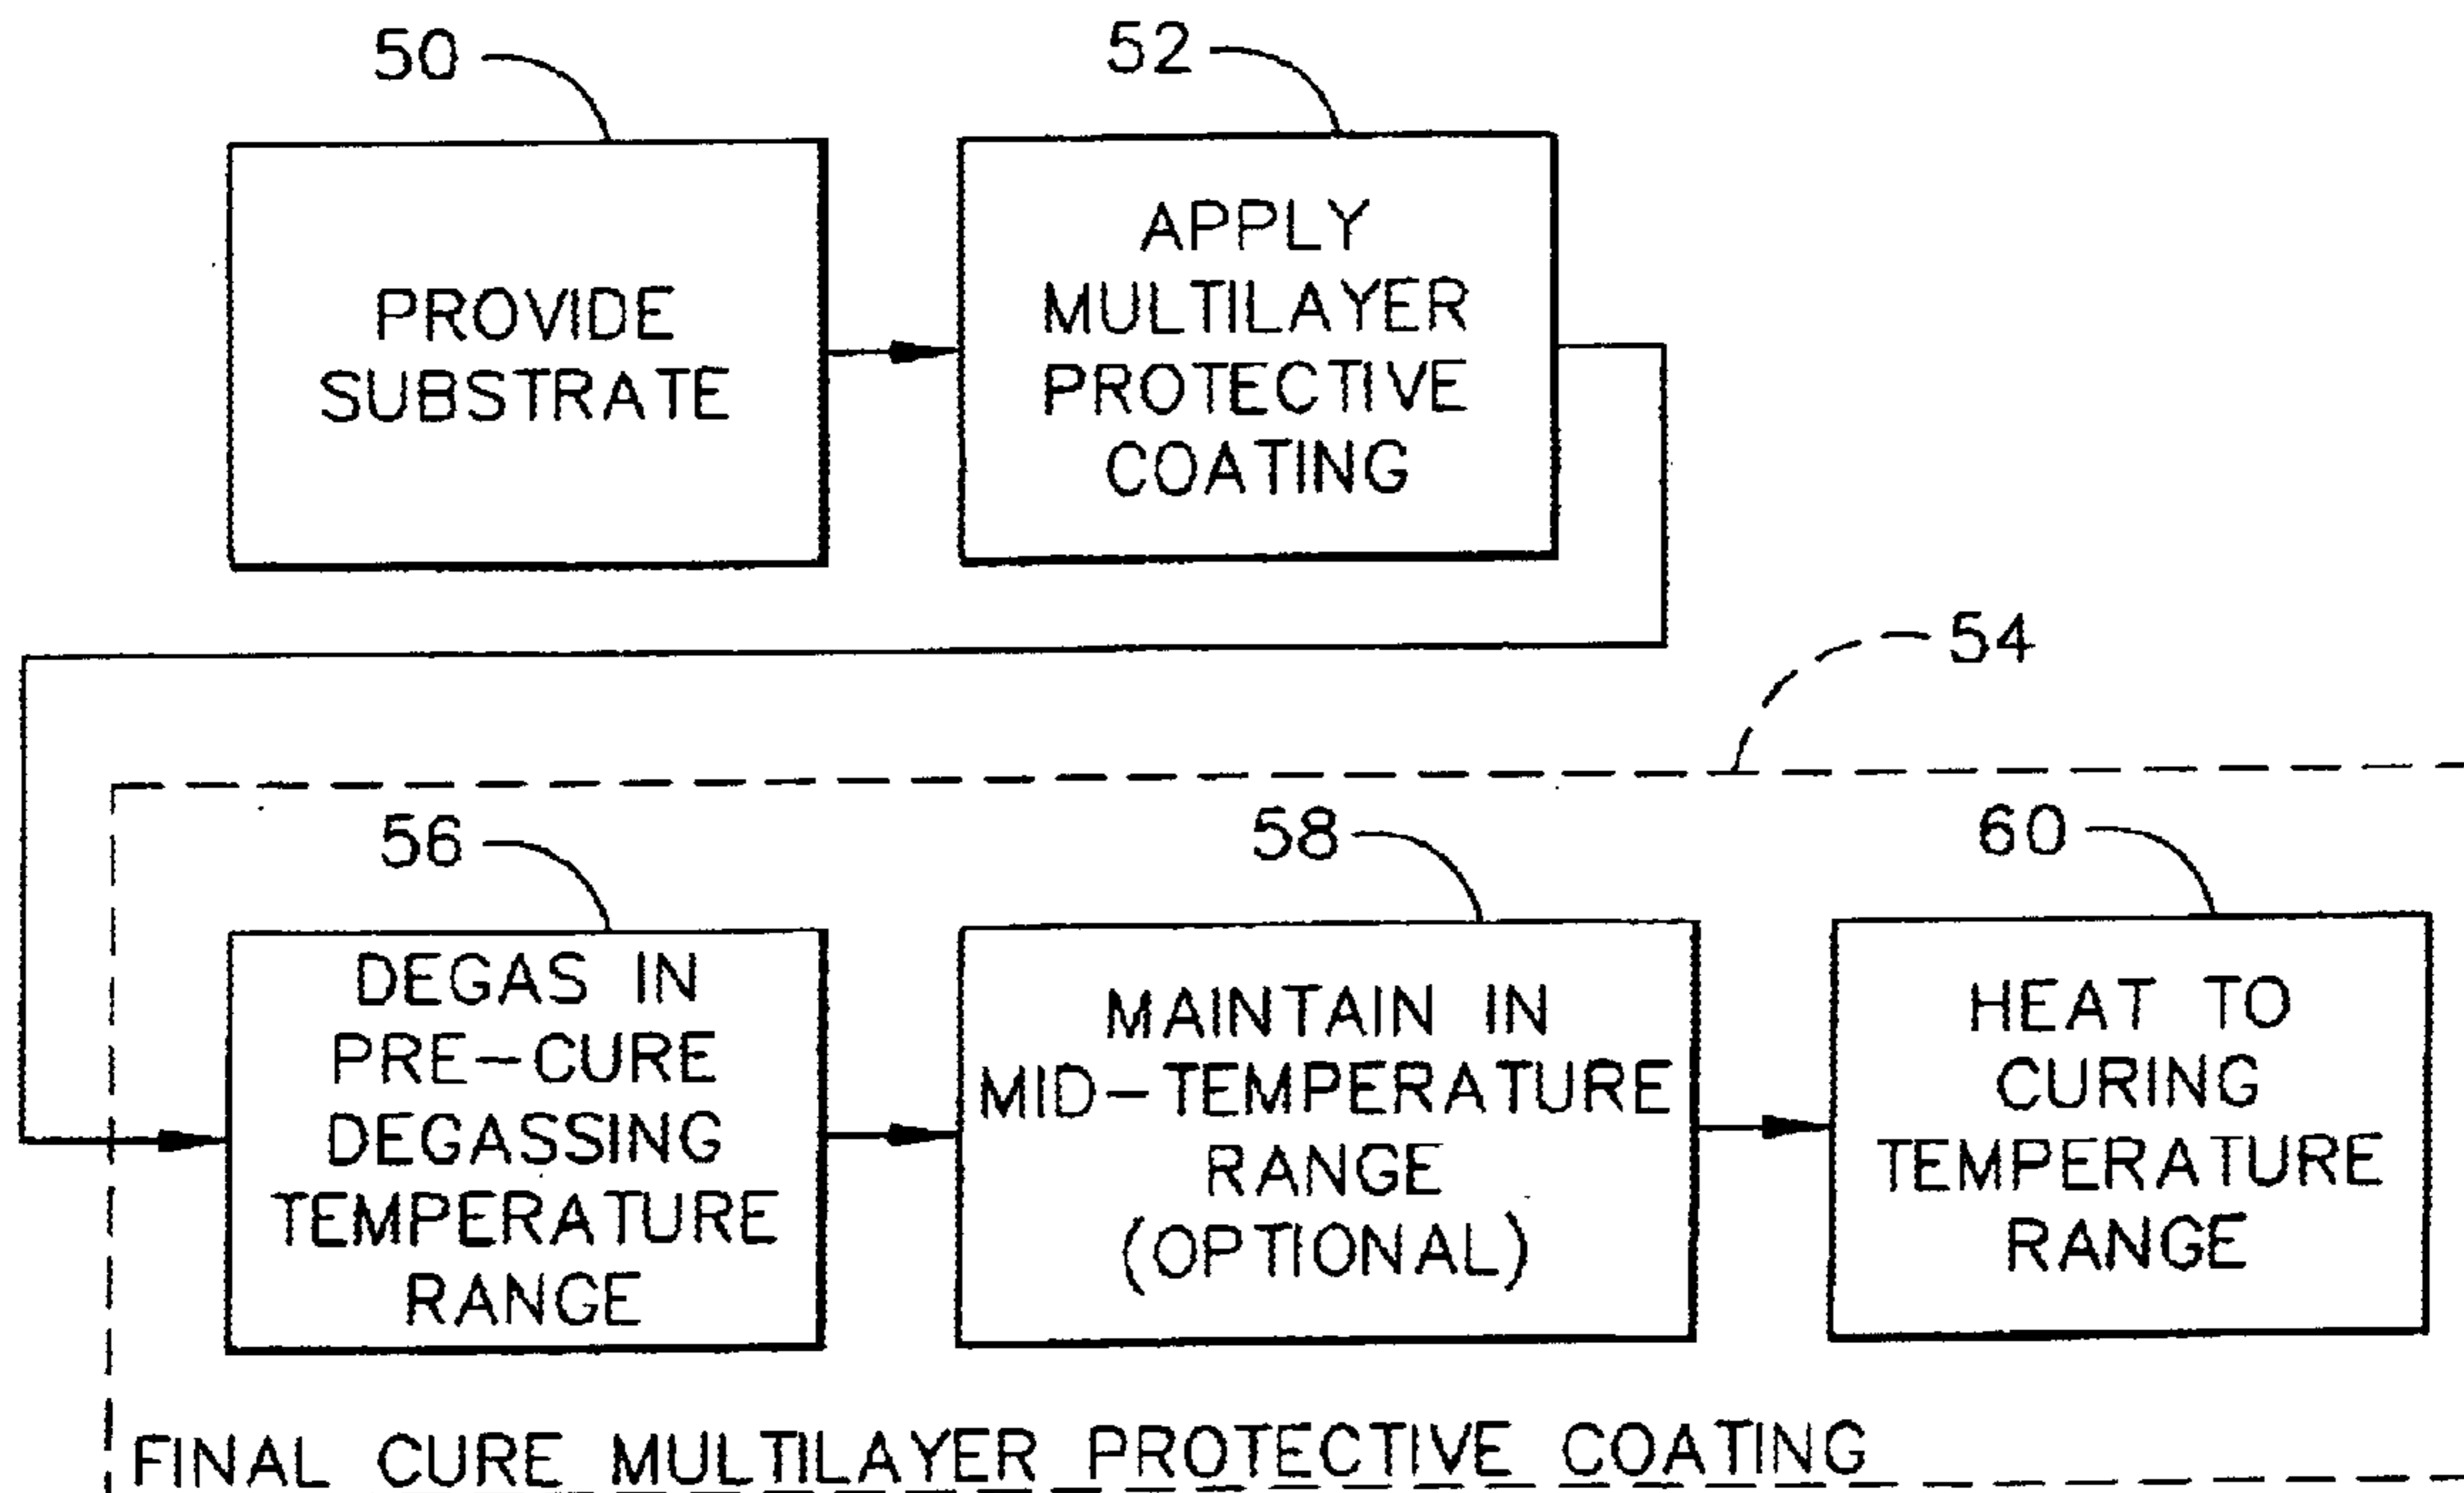 50
52
PROVIDE
SUBSTRATE
APPLY
MULTILAYER
PROTECTIVE
COATING
54
56
58
60
DEGAS IN
PRE-CURE
DEGASSING
TEMPERATURE
RANGE
MAINTAIN IN
MID-TEMPERATURE
RANGE
(OPTIONAL)
HEAT TO
CURING
TEMPERATURE
RANGE
FINAL CURE MULTILAYER PROTECTIVE COATING